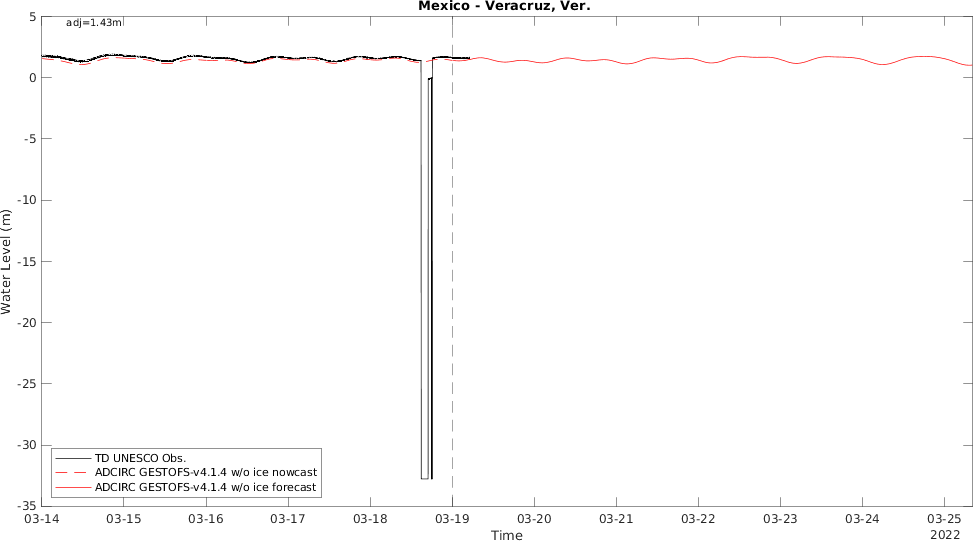 Mexico - Veracruz, Ver.
adj=1.43m
5
0
-5
-10
-15
-20
-25
-30
-35
Water Level (m)
TD UNESCO Obs.
ADCIRC GESTOFS-v4.1.4 w/o ice nowcast
ADCIRC GESTOFS-v4.1.4 w/o ice forecast
03-14 03-15 03-16 03-17 03-18 03-19 03-20 03-21 03-22 03-23 03-24 03-25
Time
2022